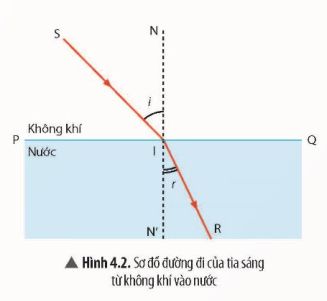 S
N
i
Không khí
P
Q
Nước
I
r
N'
R
▲ Hình 4.2. Sơ đồ đường đi của tia sáng
từ không khí vào nước